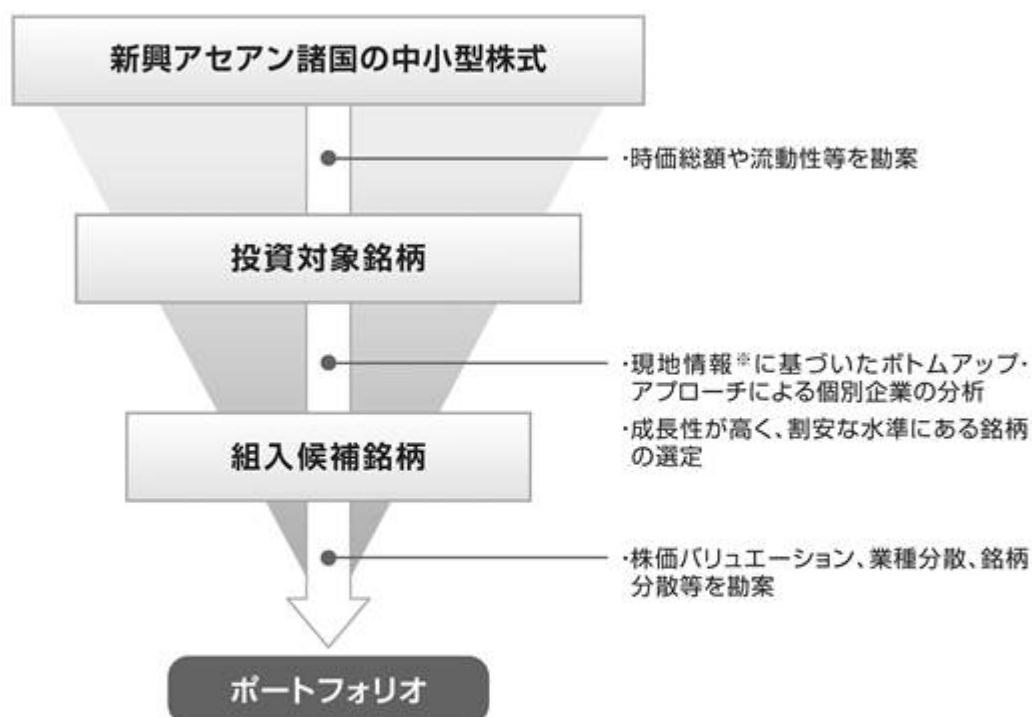 新興アセアン諸国の中小型株式
・時価総額や流動性等を勘案
投資対象銘柄
・現地情報※に基づいたボトムアップ・
アプローチによる個別企業の分析
・成長性が高く、割安な水準にある銘柄
の選定
組入候補銘柄
・株価バリュエーション、業種分散、銘柄
分散等を勘案
ポートフォリオ